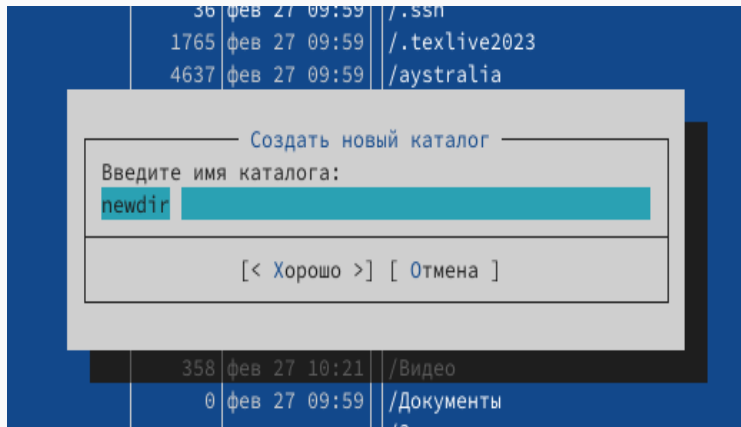 36 фев 27 09:59 /.ssh
1765 фев 27 09:59 /.texlive2023
4637 фев 27 09:59 /aystralia
Создать новый каталог
Введите имя каталога:
newdir
[< Хорошо >] [ Отмена ]
358 фев 27 10:21 /Видео
0 фев 27 09:59 /Документы